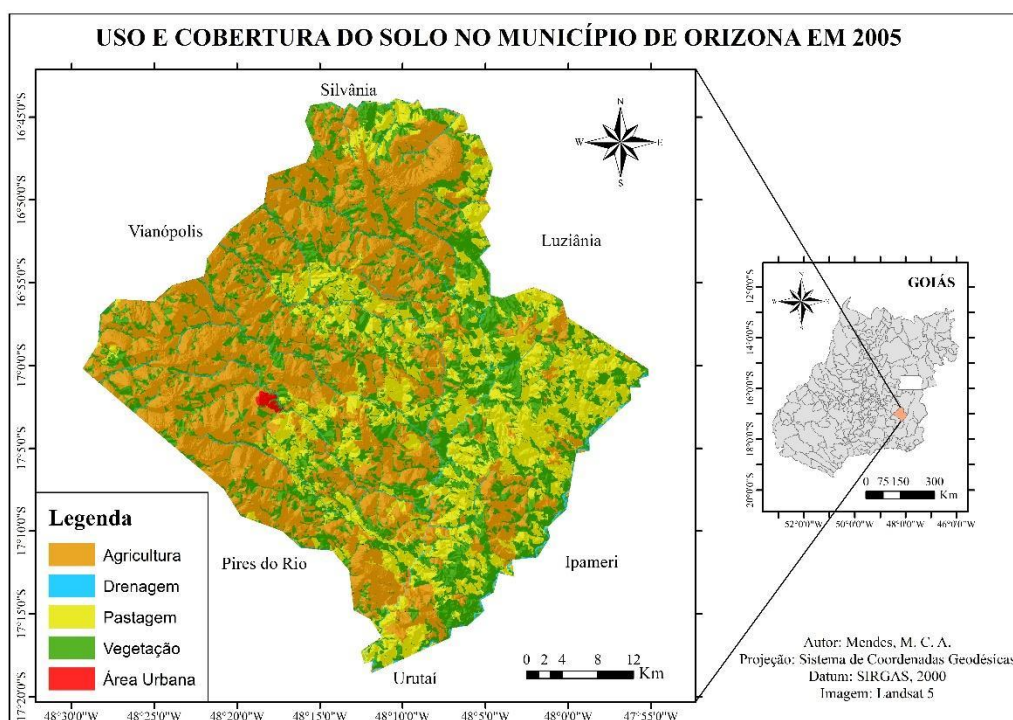 USO E COBERTURA DO SOLO NO MUNICÍPIO DE ORIZONA EM 2005
Silvânia
Vianópolis
Luziânia
Pires do Rio
Ipameri
Urutaí
N
W E
S
16°45'0"S
16°50'0"S
16°55'0"S
17°0'0"S
17°5'0"S
17°10'0"S
17°15'0"S
17°20'0"S
48°30'0"W 48°25'0"W 48°20'0"W 48°15'0"W 48°10'0"W 48°5'0"W 48°0'0"W 47°55'0"W
Legenda
Agricultura
Drenagem
Pastagem
Vegetação
Área Urbana
0 2 4 8 12
Km
GOIÁS
N
W E
S
12°0'0"S
14°0'0"S
16°0'0"S
18°0'0"S
20°0'0"S
0 75 150 300
Km
52°0'0"W 50°0'0"W 48°0'0"W 46°0'0"W
Autor: Mendes, M. C. A.
Projeção: Sistema de Coordenadas Geodésicas
Datum: SIRGAS, 2000
Imagem: Landsat 5